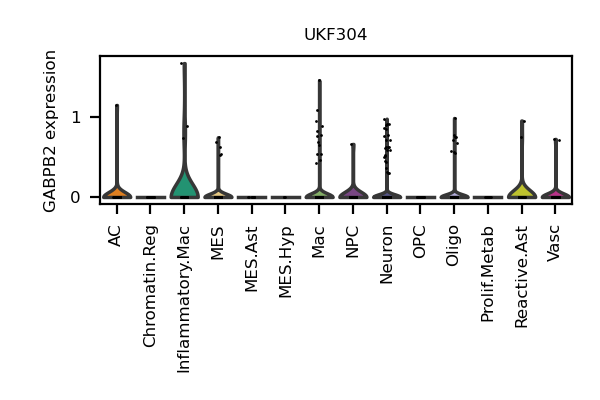 UKF304
GABPB2 expression
1
0
AC
Chromatin.Reg
Inflammatory.Mac
MES
MES.Ast
MES.Hyp
Mac
NPC
Neuron
OPC
Oligo
Prolif.Metab
Reactive.Ast
Vasc